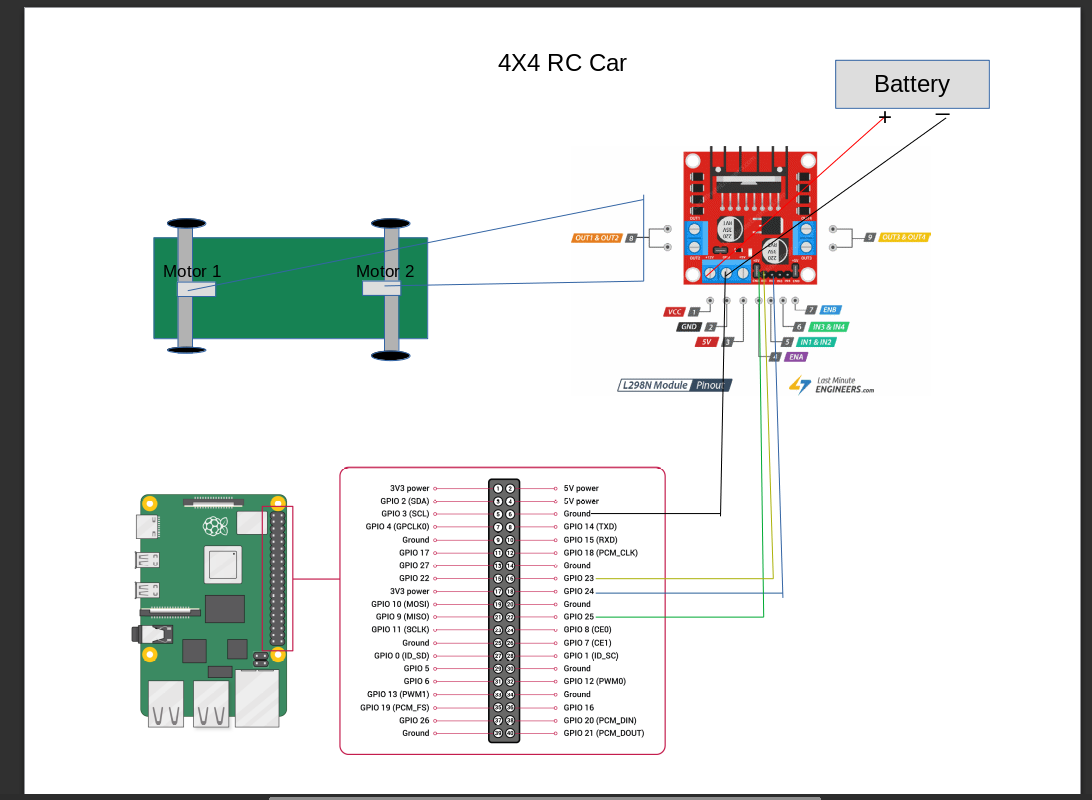 4X4 RC Car
Battery
+ −
OUT1 & OUT2 8
9 OUT3 & OUT4
Motor 1
Motor 2
VCC 1
GND 2
5V 3
7 ENB
6 IN3 & IN4
5 IN1 & IN2
4 ENA
L298N Module Pinout
Last Minute
ENGINEERS.com
3V3 power 1 2 5V power
GPIO 2 (SDA) 3 4 5V power
GPIO 3 (SCL) 5 6 Ground
GPIO 4 (GPCLK0) 7 8 GPIO 14 (TXD)
Ground 9 10 GPIO 15 (RXD)
GPIO 17 11 12 GPIO 18 (PCM_CLK)
GPIO 27 13 14 Ground
GPIO 22 15 16 GPIO 23
3V3 power 17 18 GPIO 24
GPIO 10 (MOSI) 19 20 Ground
GPIO 9 (MISO) 21 22 GPIO 25
GPIO 11 (SCLK) 23 24 GPIO 8 (CE0)
Ground 25 26 GPIO 7 (CE1)
GPIO 0 (ID_SD) 27 28 GPIO 1 (ID_SC)
GPIO 5 29 30 Ground
GPIO 6 31 32 GPIO 12 (PWM0)
GPIO 13 (PWM1) 33 34 Ground
GPIO 19 (PCM_FS) 35 36 GPIO 16
GPIO 26 37 38 GPIO 20 (PCM_DIN)
Ground 39 40 GPIO 21 (PCM_DOUT)